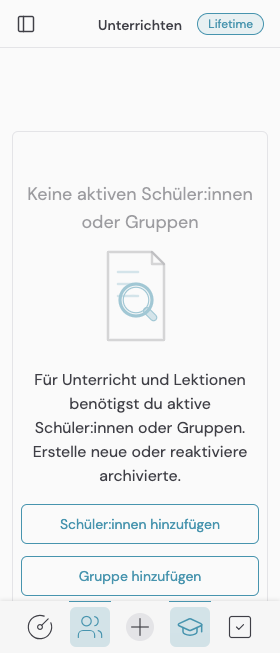 Unterrichten
Lifetime
Keine aktiven Schüler:innen
oder Gruppen
Für Unterricht und Lektionen
benötigst du aktive
Schüler:innen oder Gruppen.
Erstelle neue oder reaktiviere
archivierte.
Schüler:innen hinzufügen
Gruppe hinzufügen